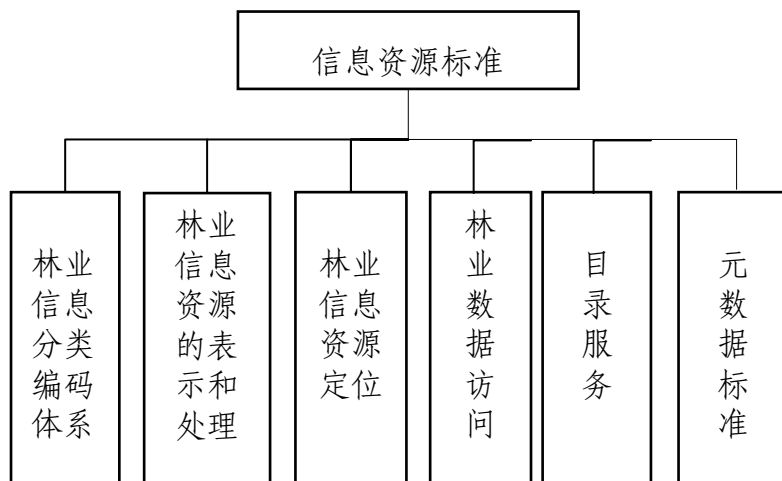 信息资源标准
林业
信息
分类
编码
体系
林业
信息
资源
的表
示和
处理
林业
信息
资源
定位
林
业
数
据
访
问
目
录
服
务
元
数
据
标
准